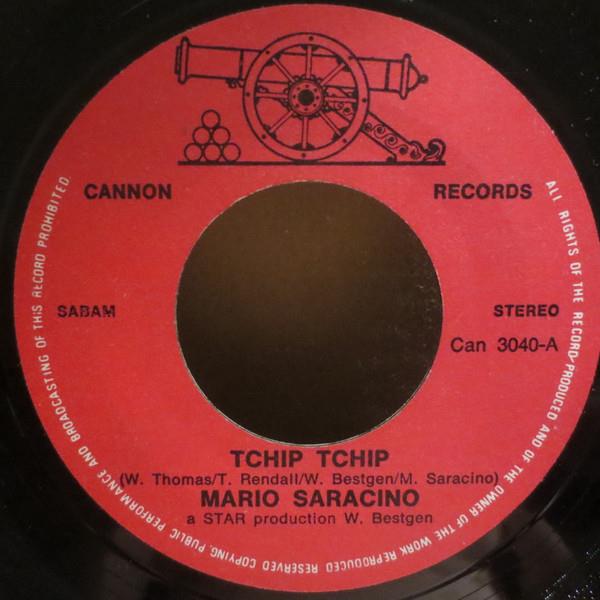 CANNON RECORDS
SABAM
STEREO
Can 3040-A
TCHIP TCHIP
(W. Thomas/T. Rendall/W. Bestgen/M. Saracino)
MARIO SARACINO
a STAR production W. Bestgen
ALL RIGHTS OF THE RECORD-PRODUCED AND OF THE OWNER OF THE WORK REPRODUCED RESERVED COPYING, PUBLIC PERFORMANCE AND BROADCASTING OF THIS RECORD PROHIBITED.